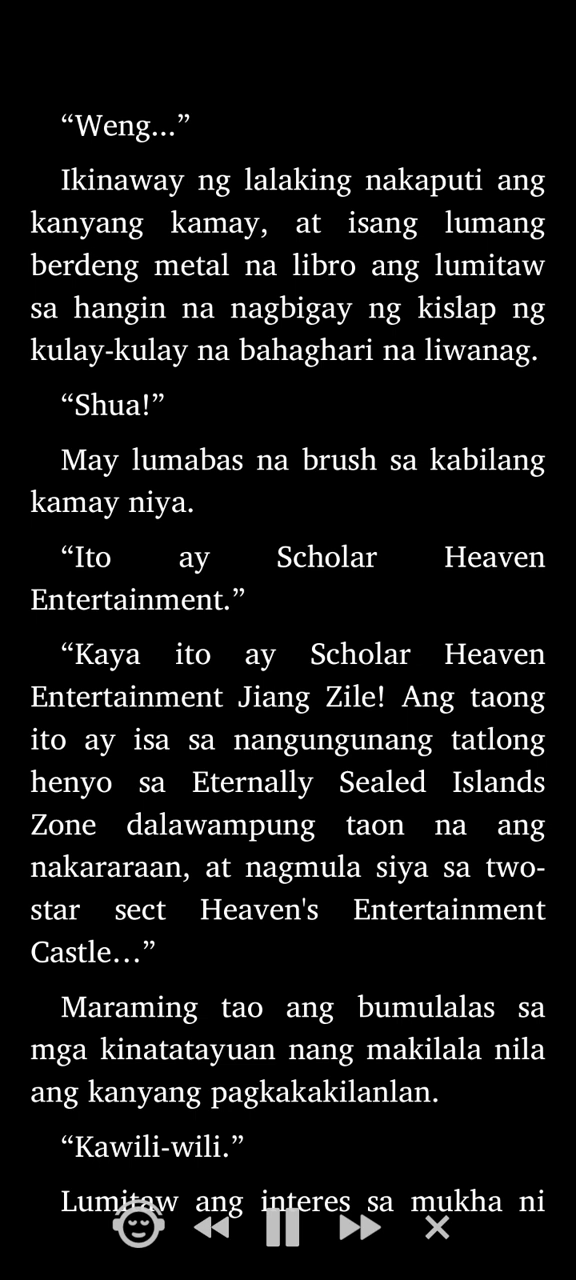 “Weng...”
Ikinaway ng lalaking nakaputi ang
kanyang kamay, at isang lumang
berdeng metal na libro ang lumitaw
sa hangin na nagbigay ng kislap ng
kulay-kulay na bahaghari na liwanag.
“Shua!”
May lumabas na brush sa kabilang
kamay niya.
“Ito ay Scholar Heaven
Entertainment.”
“Kaya ito ay Scholar Heaven
Entertainment Jiang Zile! Ang taong
ito ay isa sa nangungunang tatlong
henyo sa Eternally Sealed Islands
Zone dalawampung taon na ang
nakararaan, at nagmula siya sa two-
star sect Heaven's Entertainment
Castle…”
Maraming tao ang bumulalas sa
mga kinatatayuan nang makilala nila
ang kanyang pagkakakilanlan.
“Kawili-wili.”
Lumitaw ang interes sa mukha ni